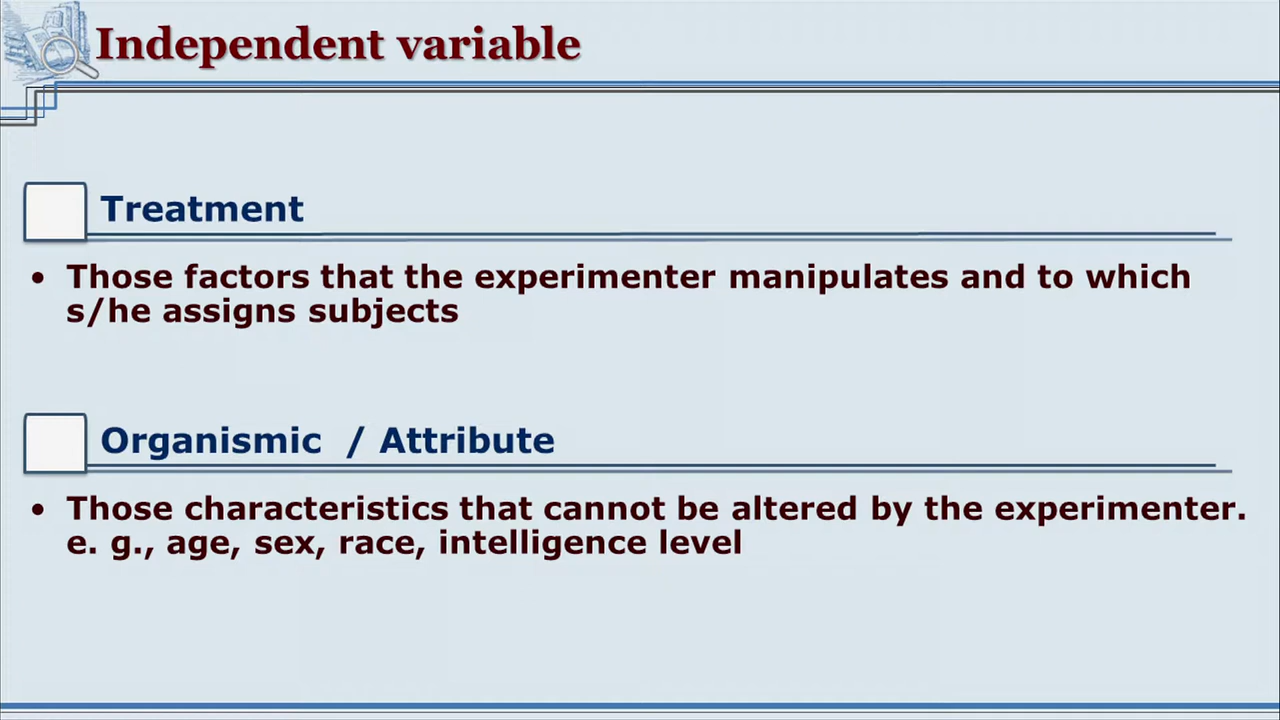 Independent variable
Treatment
• Those factors that the experimenter manipulates and to which
s/he assigns subjects
Organismic / Attribute
• Those characteristics that cannot be altered by the experimenter.
e. g., age, sex, race, intelligence level